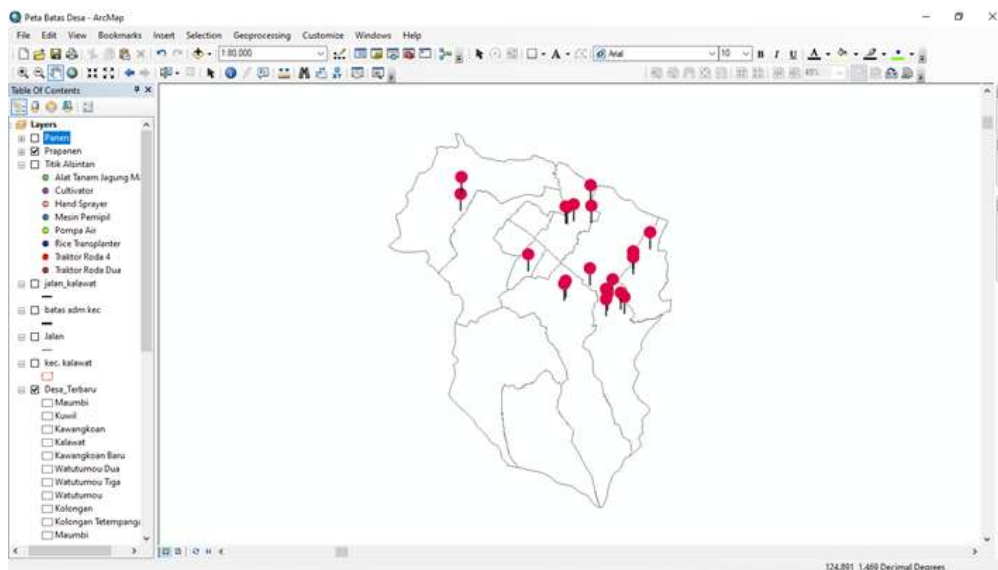 Peta Batas Desa - ArcMap
File Edit View Bookmarks Insert Selection Geoprocessing Customize Windows Help
1:80.000
Arial
10
B I U A
Table Of Contents
Layers
Panen
Prapanen
Titik Alsintan
Alat Tanam Jagung M
Cultivator
Hand Sprayer
Mesin Pemipil
Pompa Air
Rice Transplanter
Traktor Roda 4
Traktor Roda Dua
jalan_kalawat
batas adm kec
Jalan
kec. kalawat
Desa_Terbaru
Maumbi
Kuwil
Kawangkoan
Kalawat
Kawangkoan Baru
Watutumou Dua
Watutumou Tiga
Watutumou
Kolongan
Kolongan Tetempang
Maumbi
124,891 1,469 Decimal Degrees